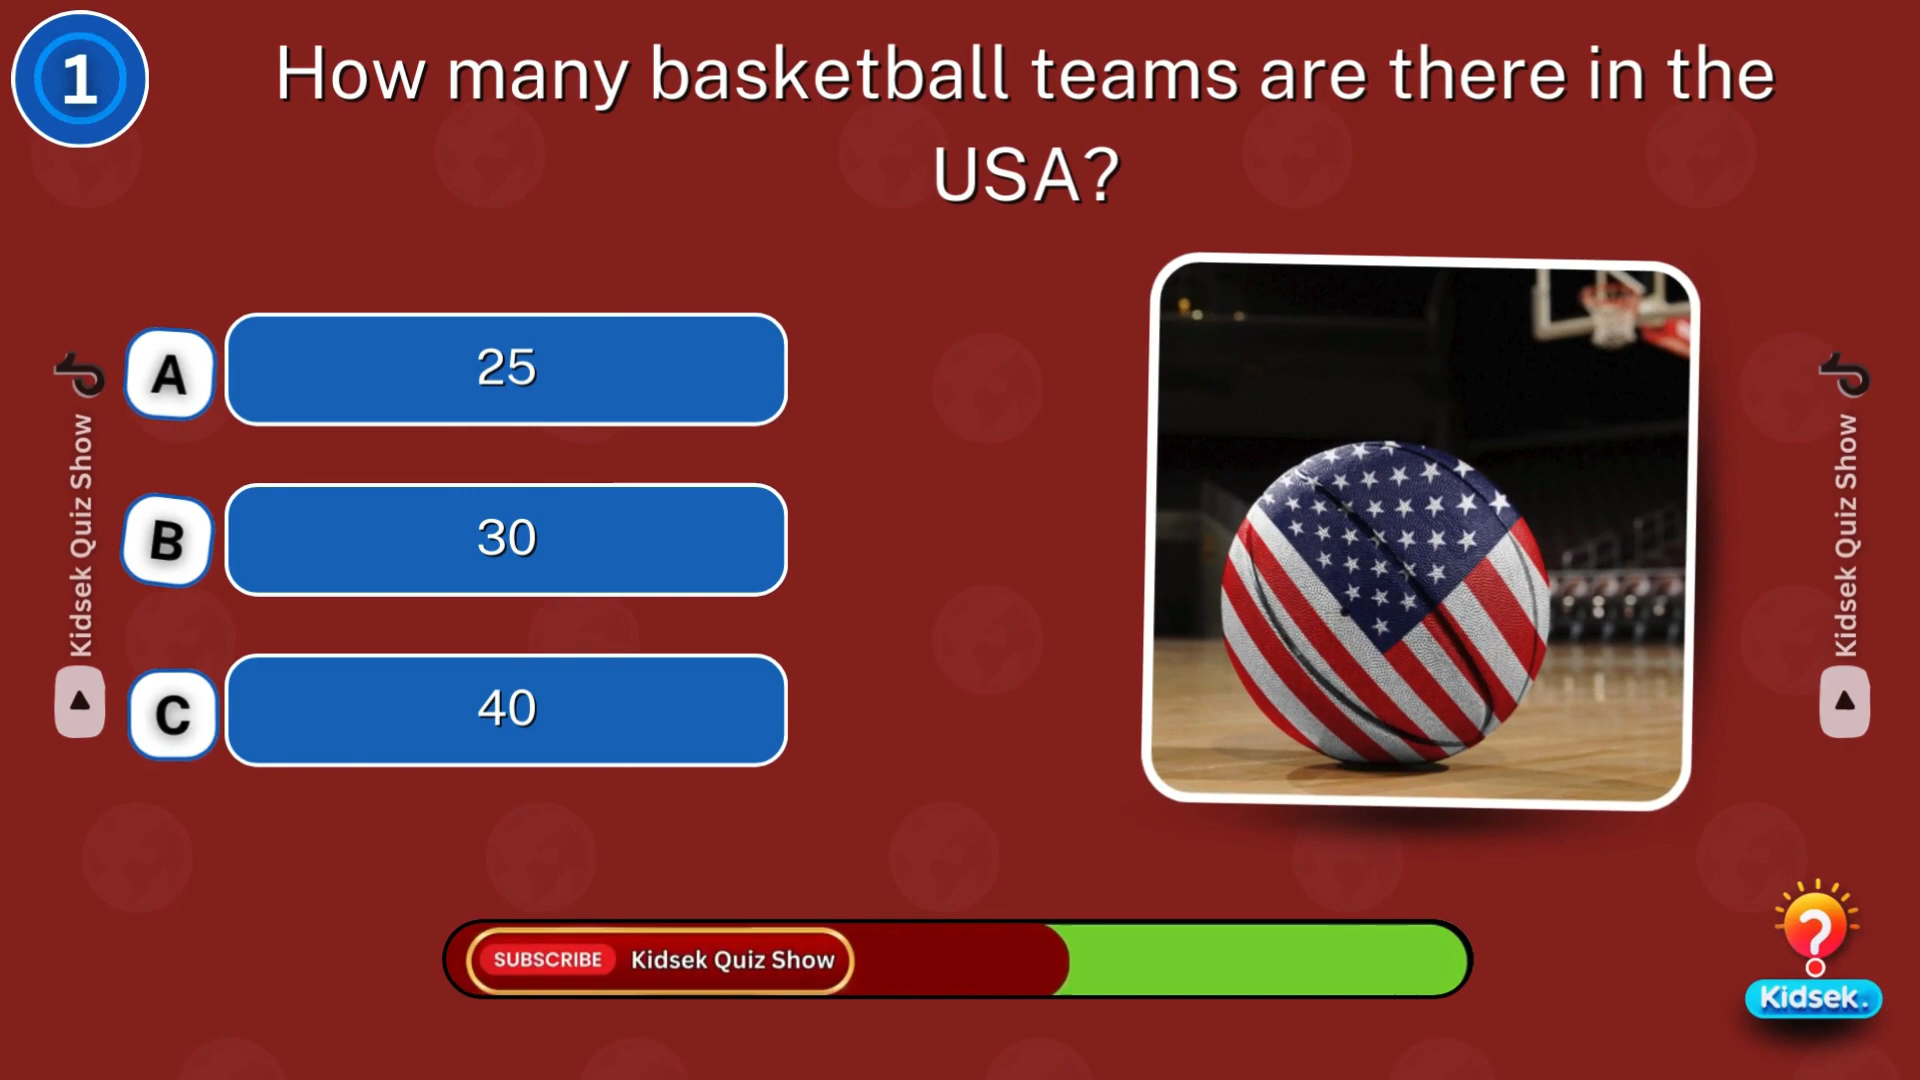 1
How many basketball teams are there in the
USA?
A
25
B
30
C
40
Kidsek Quiz Show
Kidsek Quiz Show
SUBSCRIBE Kidsek Quiz Show
?
Kidsek.